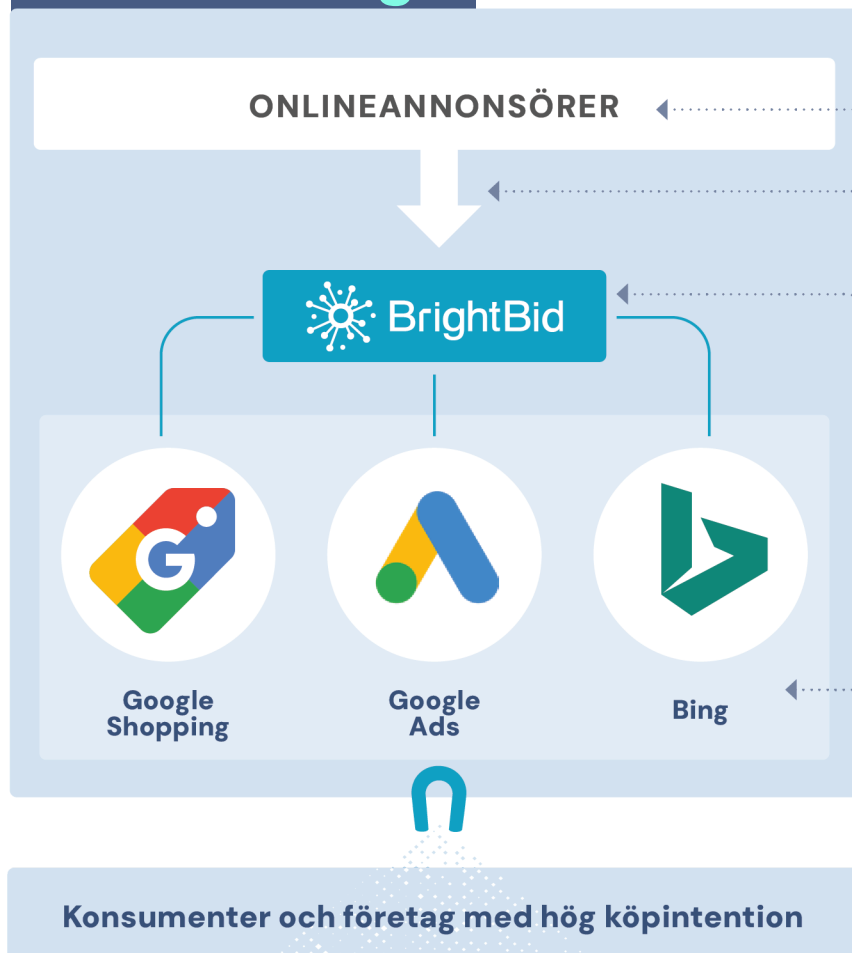 ONLINEANNONSÖRER
BrightBid
Google
Shopping
Google
Ads
Bing
Konsumenter och företag med hög köpintention